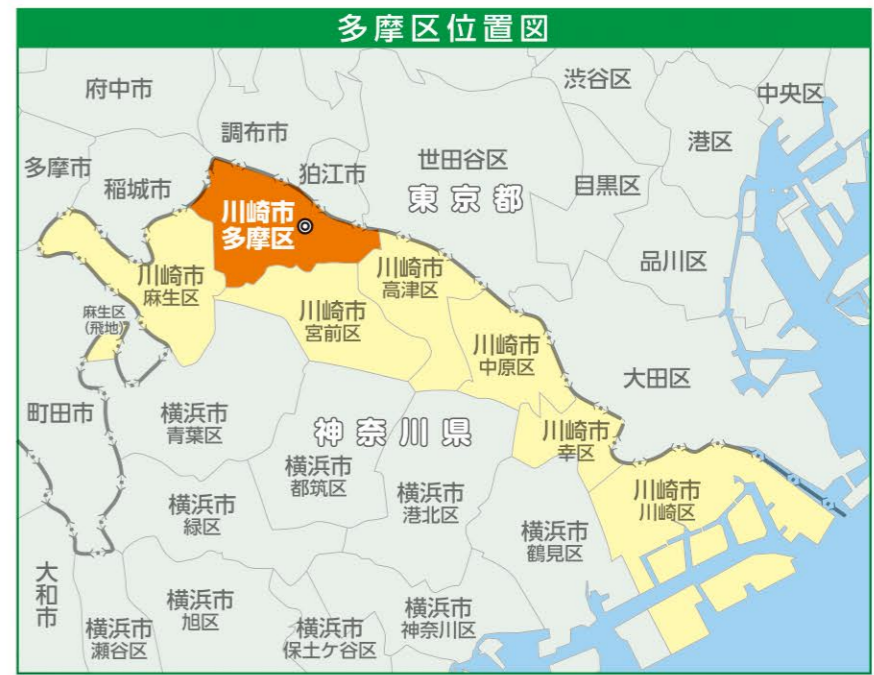 多摩区位置図
府中市
渋谷区
中央区
調布市
港区
多摩市
稲城市
狛江市
世田谷区
目黒区
東京都
川崎市
多摩区
品川区
川崎市
麻生区
川崎市
高津区
麻生区
(飛地)
川崎市
宮前区
川崎市
中原区
大田区
町田市
横浜市
青葉区
神奈川県
川崎市
幸区
横浜市
都筑区
川崎市
川崎区
横浜市
港北区
横浜市
緑区
横浜市
鶴見区
大和市
横浜市
旭区
横浜市
神奈川区
横浜市
瀬谷区
横浜市
保土ケ谷区